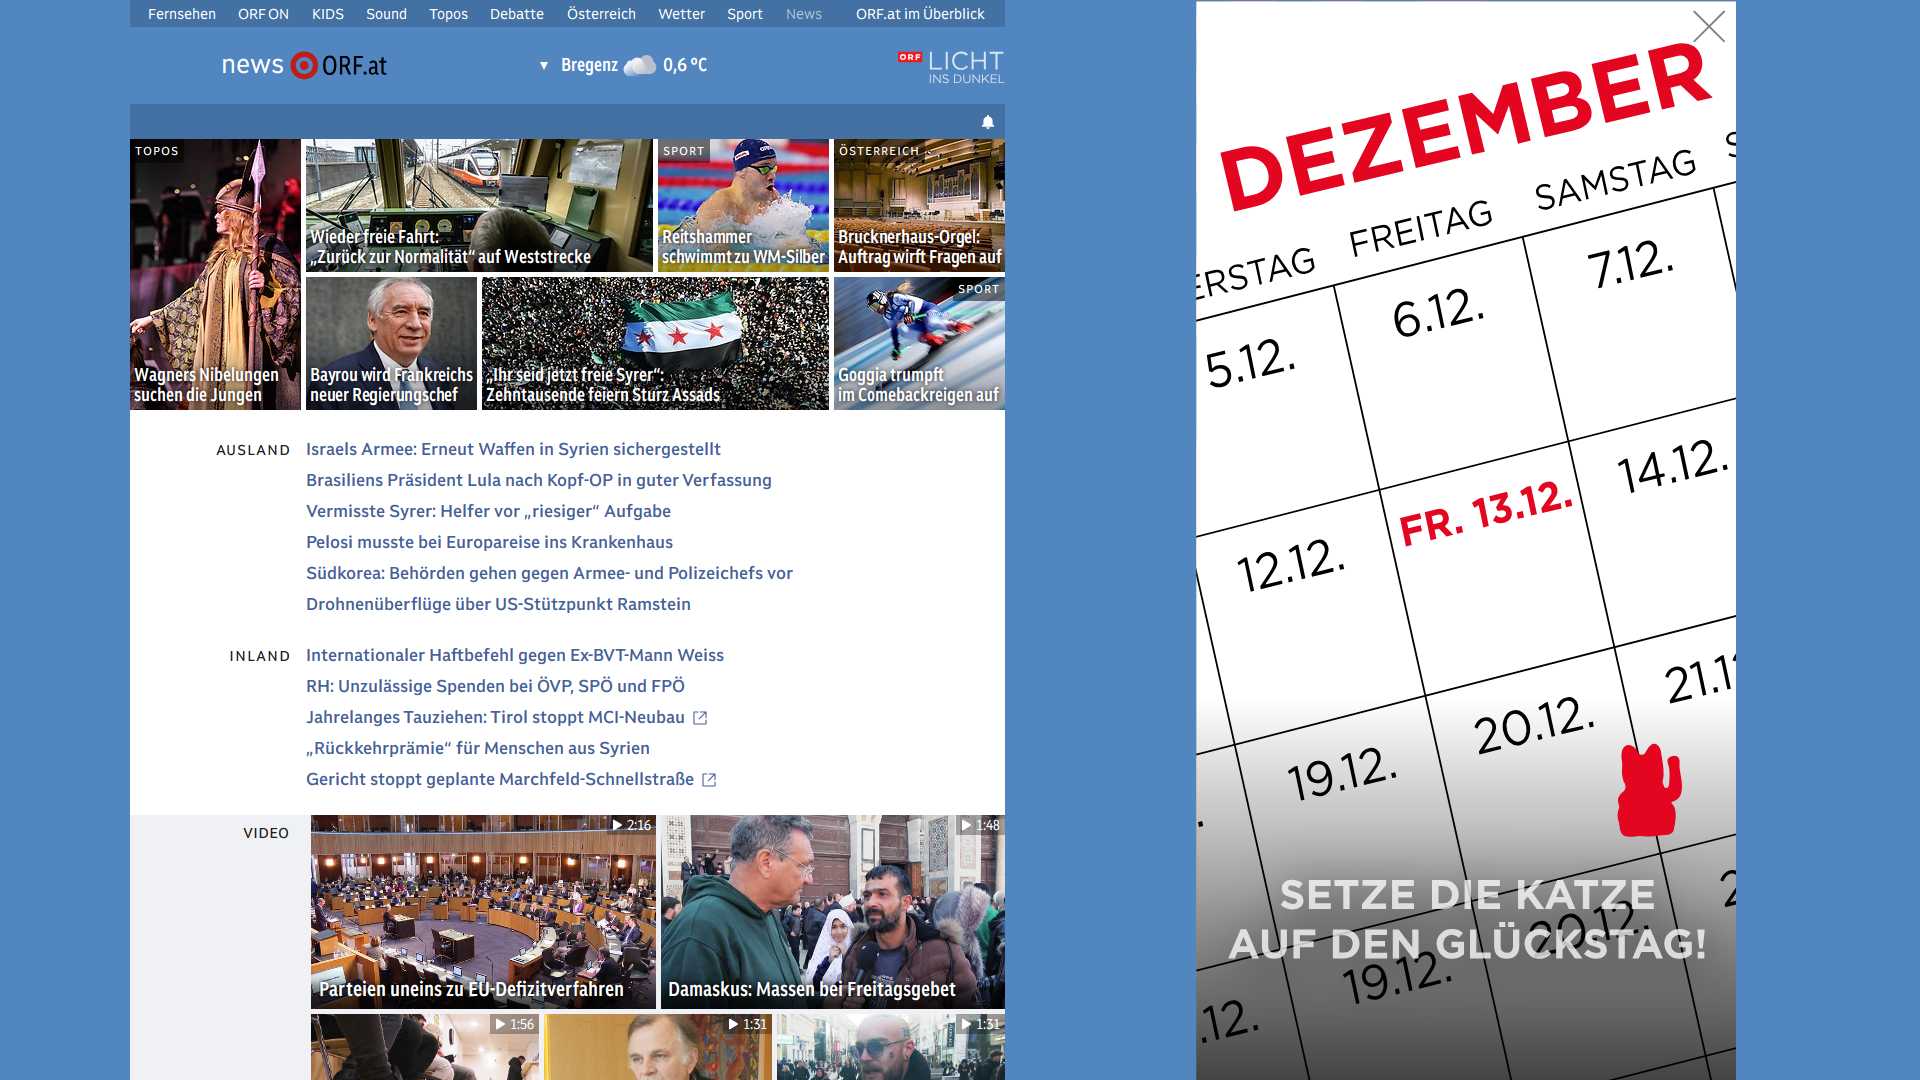 Fernsehen ORF ON KIDS Sound Topos Debatte Österreich Wetter Sport News ORF.at im Überblick
news ORF.at
Bregenz 0,6 °C
ORF LICHT
INS DUNKEL
TOPOS
Wagners Nibelungen
suchen die Jungen
Wieder freie Fahrt:
„Zurück zur Normalität“ auf Weststrecke
SPORT
Reitshammer
schwimmt zu WM-Silber
ÖSTERREICH
Brucknerhaus-Orgel:
Auftrag wirft Fragen auf
Bayrou wird Frankreichs
neuer Regierungschef
„Ihr seid jetzt freie Syrer“:
Zehntausende feiern Sturz Assads
SPORT
Goggia trumpft
im Comebackreigen auf
AUSLAND
Israels Armee: Erneut Waffen in Syrien sichergestellt
Brasiliens Präsident Lula nach Kopf-OP in guter Verfassung
Vermisste Syrer: Helfer vor „riesiger“ Aufgabe
Pelosi musste bei Europareise ins Krankenhaus
Südkorea: Behörden gehen gegen Armee- und Polizeichefs vor
Drohnenüberflüge über US-Stützpunkt Ramstein
INLAND
Internationaler Haftbefehl gegen Ex-BVT-Mann Weiss
RH: Unzulässige Spenden bei ÖVP, SPÖ und FPÖ
Jahrelanges Tauziehen: Tirol stoppt MCI-Neubau
„Rückkehrprämie“ für Menschen aus Syrien
Gericht stoppt geplante Marchfeld-Schnellstraße
VIDEO
2:16
Parteien uneins zu EU-Defizitverfahren
1:48
Damaskus: Massen bei Freitagsgebet
1:56
1:31
1:31
DEZEMBER
ERSTAG FREITAG SAMSTAG S
5.12. 6.12. 7.12.
12.12. FR. 13.12. 14.12.
19.12. 20.12. 21.1
SETZE DIE KATZE
AUF DEN GLÜCKSTAG!
.12. 19.12. 20.12. 2